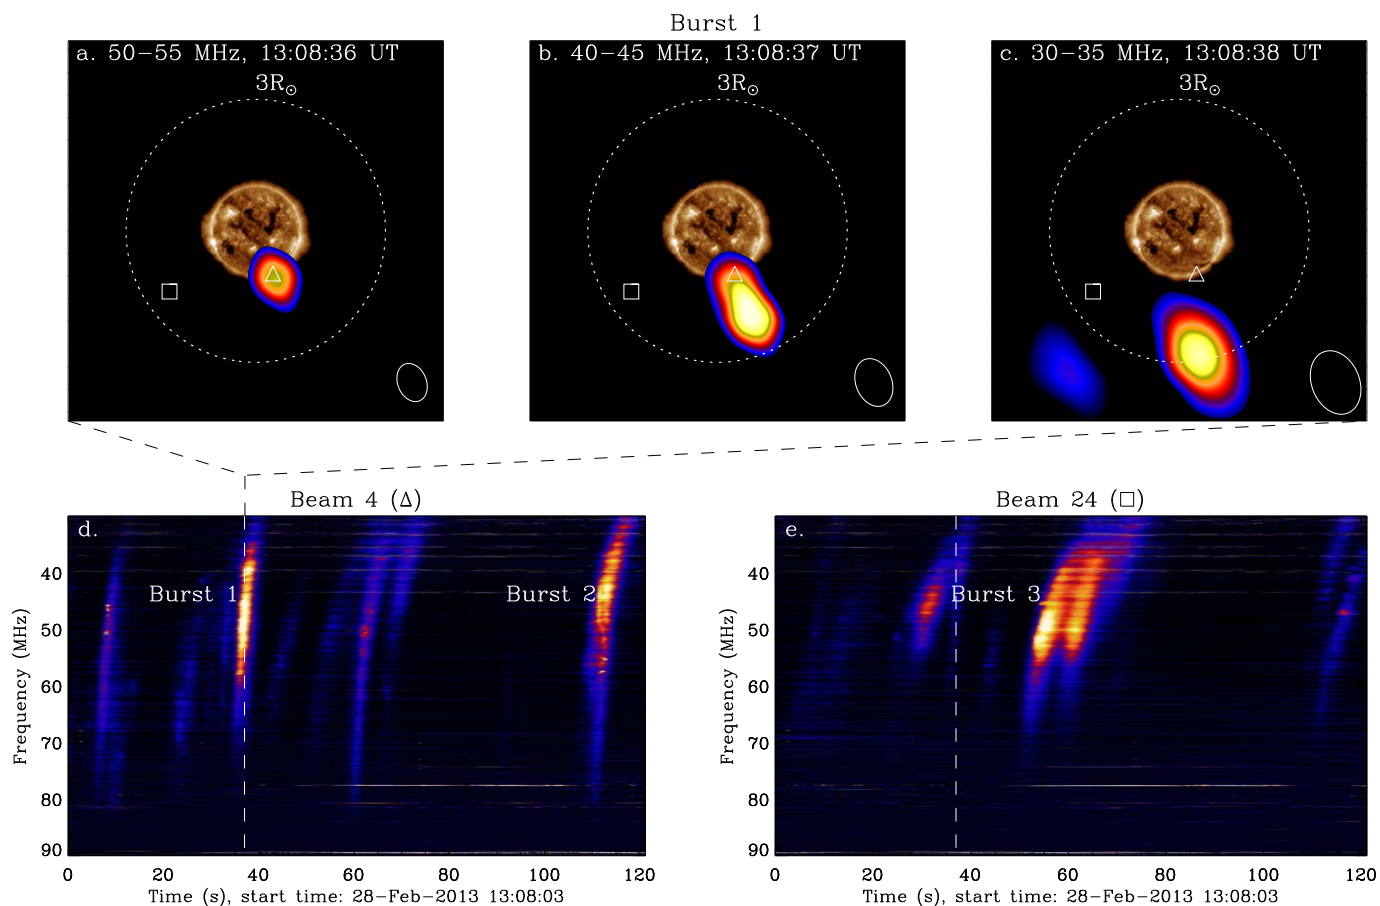 Burst 1
a. 50-55 MHz, 13:08:36 UT
3R☉
b. 40-45 MHz, 13:08:37 UT
3R☉
c. 30-35 MHz, 13:08:38 UT
3R☉
Beam 4 (Δ)
d.
Burst 1
Burst 2
Frequency (MHz)
40
50
60
70
80
90
0 20 40 60 80 100 120
Time (s), start time: 28-Feb-2013 13:08:03
Beam 24 (□)
e.
Burst 3
Frequency (MHz)
40
50
60
70
80
90
0 20 40 60 80 100 120
Time (s), start time: 28-Feb-2013 13:08:03